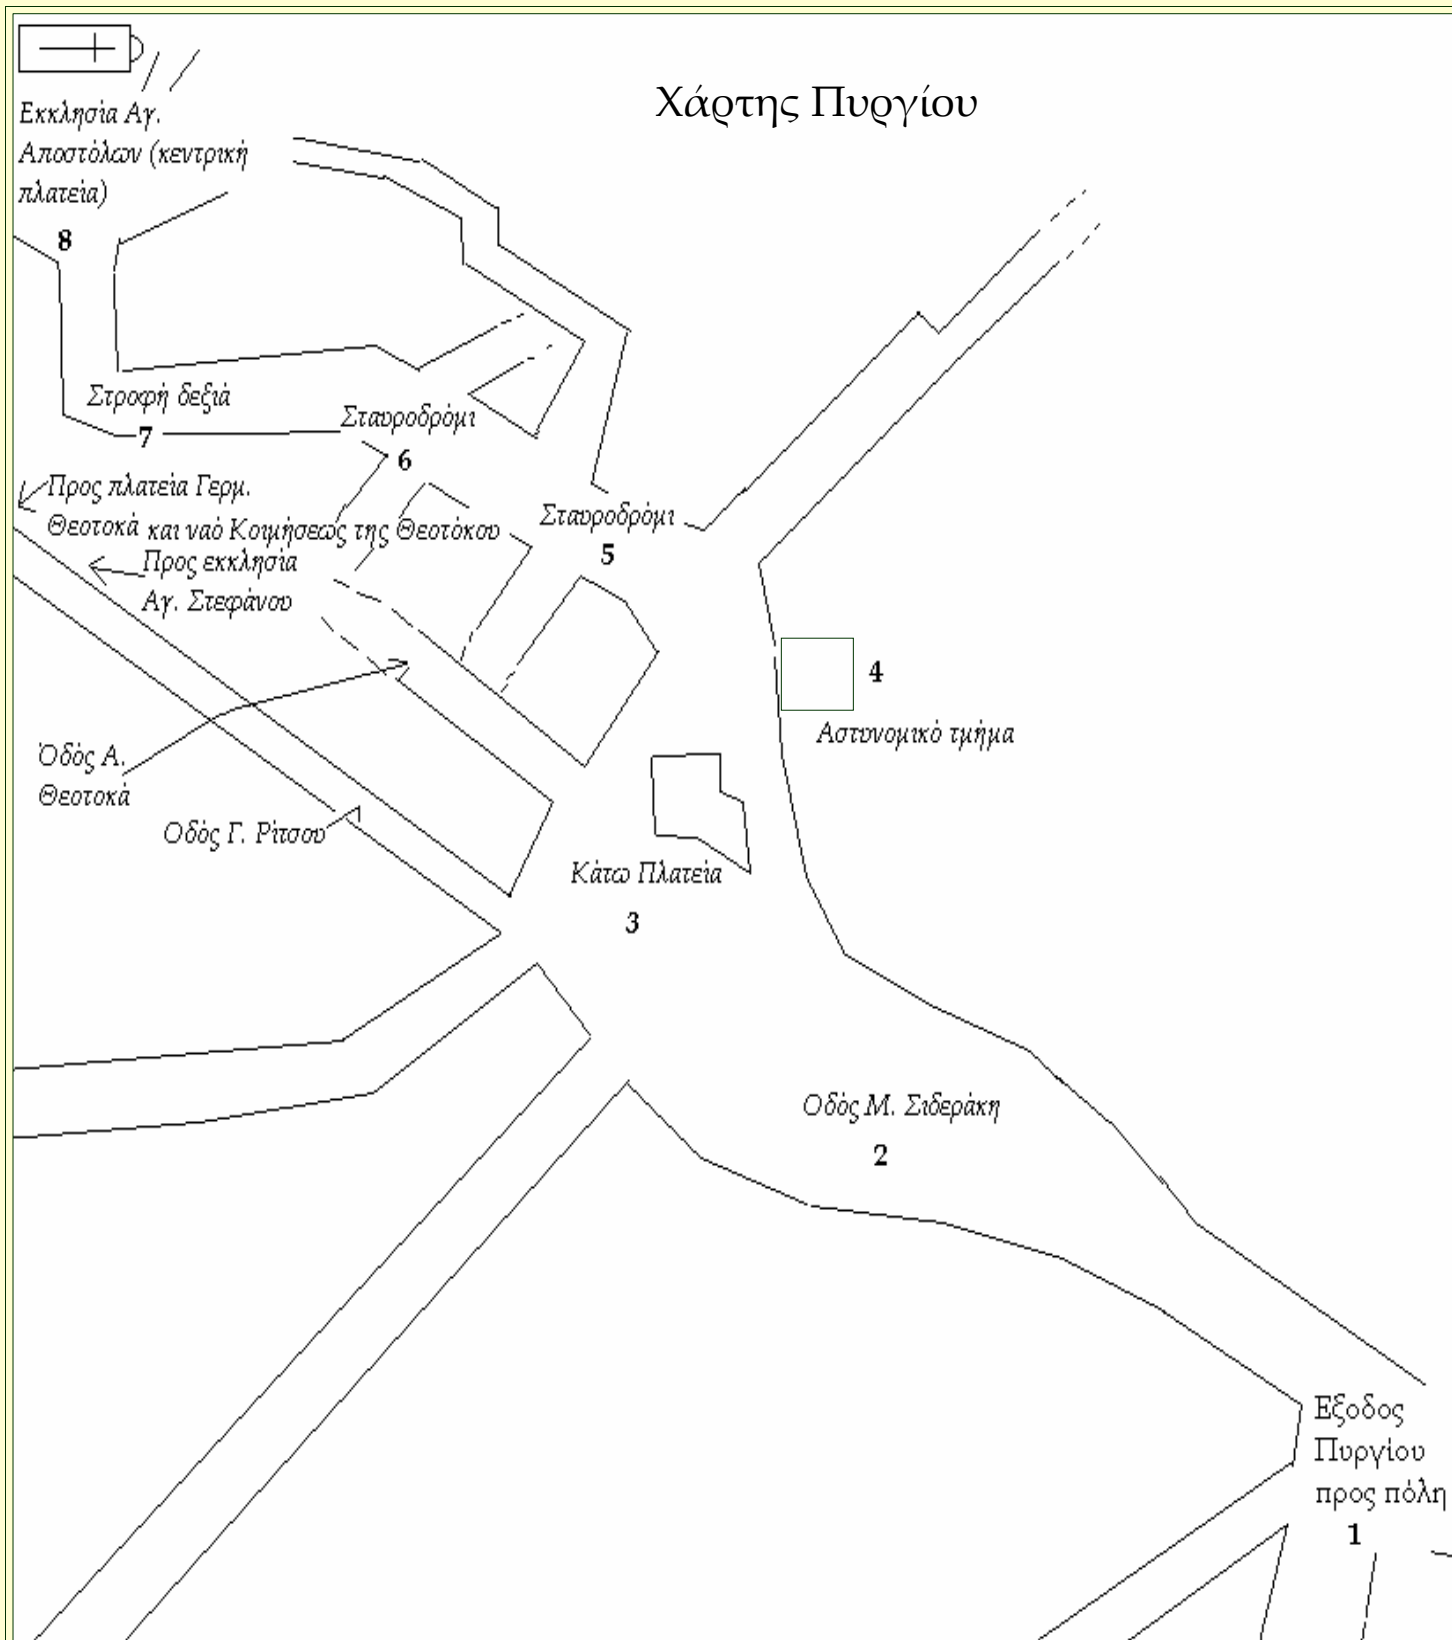 Χάρτης Πυργίου
Εκκλησία Αγ.
Αποστόλων (κεντρική
πλατεία)
8
Στροφή δεξιά
7
Σταυροδρόμι
6
Προς πλατεία Γερμ.
Θεοτοκά και ναό Κοιμήσεως της Θεοτόκου
Προς εκκλησία
Αγ. Στεφάνου
Σταυροδρόμι
5
4
Αστυνομικό τμήμα
Όδός Α.
Θεοτοκά
Οδός Γ. Ρίτσου
Κάτω Πλατεία
3
Οδός Μ. Σιδεράκη
2
Εξοδος
Πυργίου
προς πόλη
1